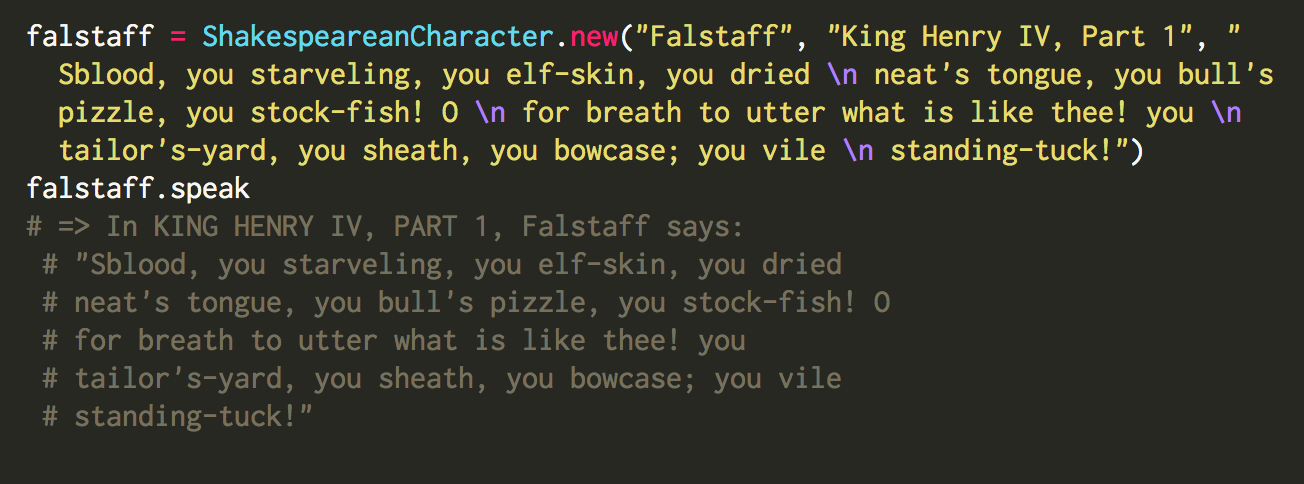 falstaff = ShakespeareanCharacter.new("Falstaff", "King Henry IV, Part 1", "
Sblood, you starveling, you elf-skin, you dried \n neat's tongue, you bull's
pizzle, you stock-fish! O \n for breath to utter what is like thee! you \n
tailor's-yard, you sheath, you bowcase; you vile \n standing-tuck!")
falstaff.speak
# => In KING HENRY IV, PART 1, Falstaff says:
# "Sblood, you starveling, you elf-skin, you dried
# neat's tongue, you bull's pizzle, you stock-fish! O
# for breath to utter what is like thee! you
# tailor's-yard, you sheath, you bowcase; you vile
# standing-tuck!"